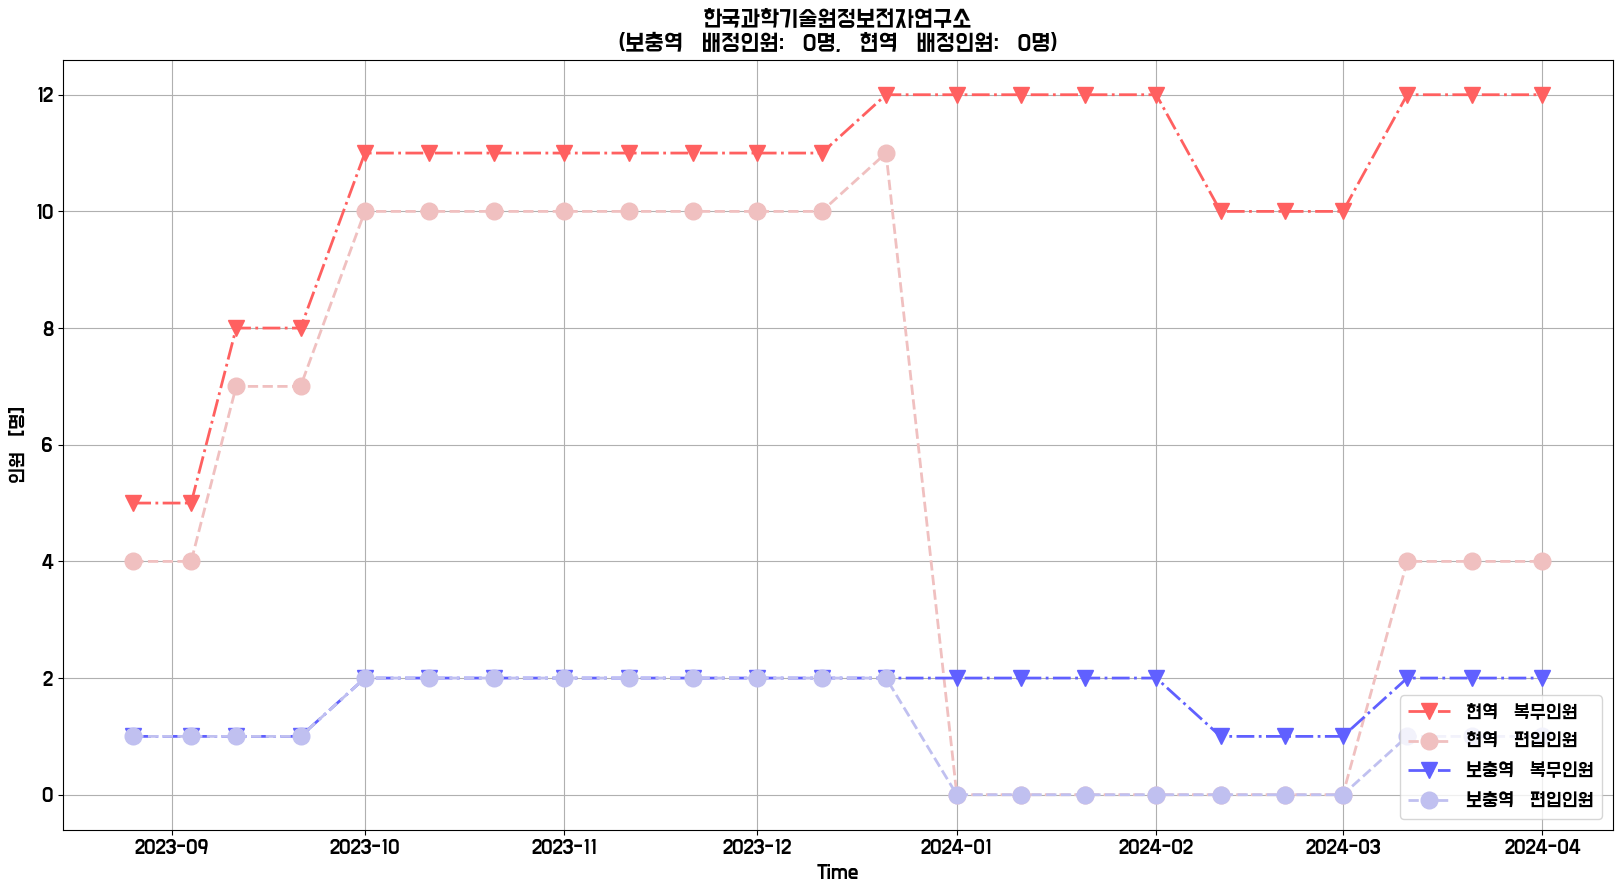 한국과학기술원정보전자연구소
(보충역 배정인원: 0명, 현역 배정인원: 0명)
인원 [명]
12
10
8
6
4
2
0
현역 복무인원
현역 편입인원
보충역 복무인원
보충역 편입인원
2023-09 2023-10 2023-11 2023-12 2024-01 2024-02 2024-03 2024-04
Time